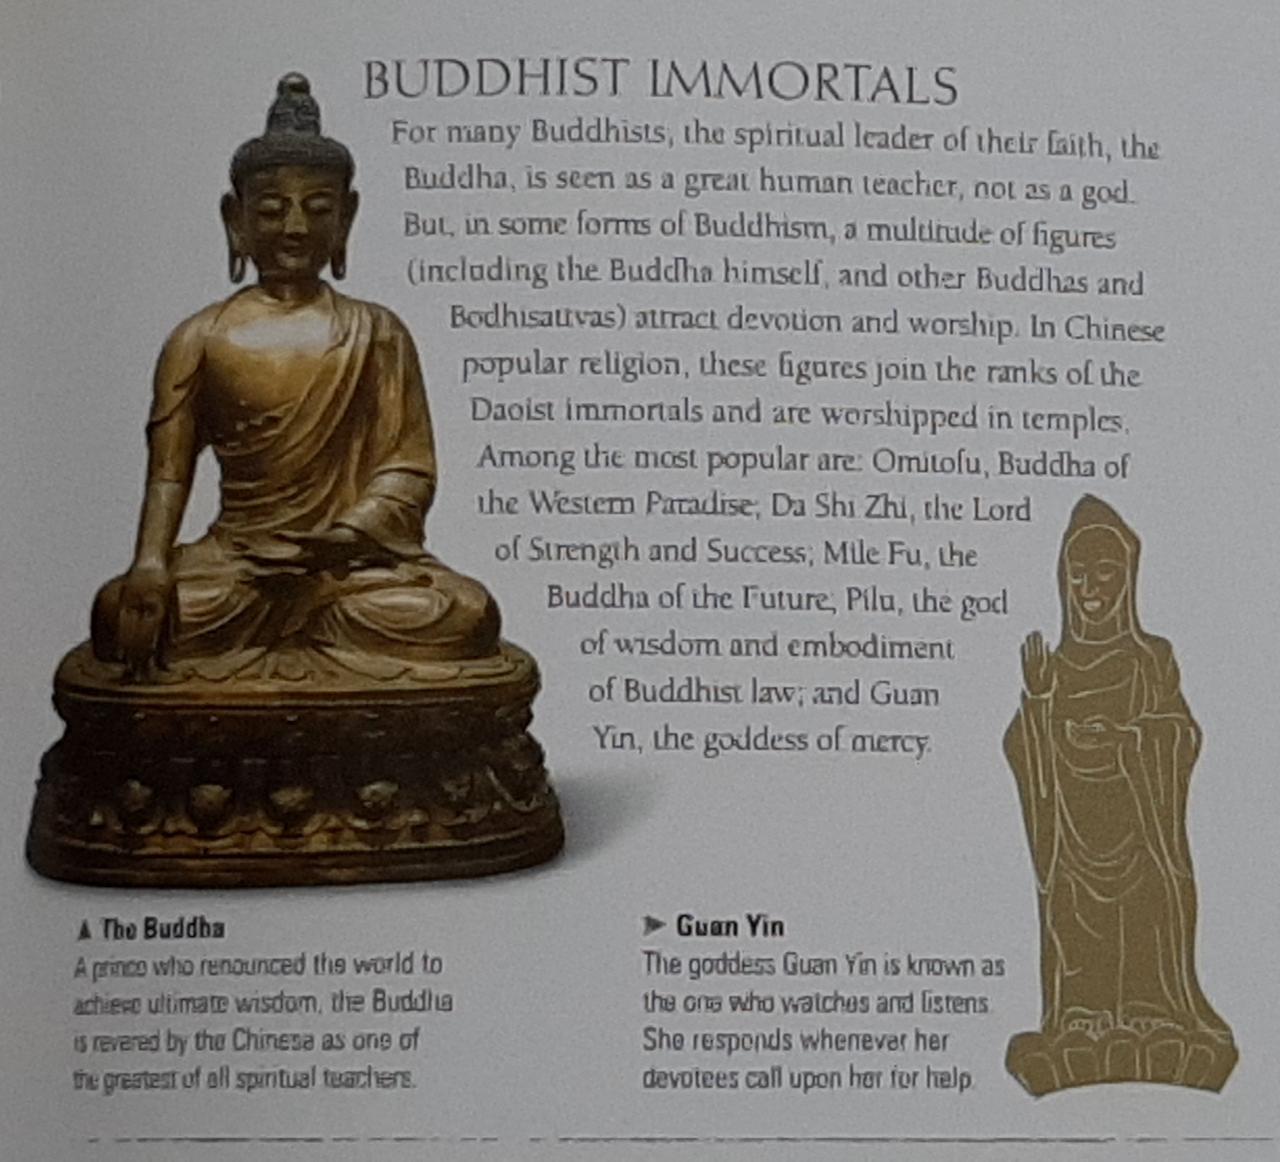 BUDDHIST IMMORTALS
For many Buddhists, the spiritual leader of their faith, the
Buddha, is seen as a great human teacher, not as a god.
But, in some forms of Buddhism, a multitude of figures
(including the Buddha himself, and other Buddhas and
Bodhisattvas) attract devotion and worship. In Chinese
popular religion, these figures join the ranks of the
Daoist immortals and are worshipped in temples.
Among the most popular are: Omitofu, Buddha of
the Western Paradise; Da Shi Zhi, the Lord
of Strength and Success; Mile Fu, the
Buddha of the Future; Pilu, the god
of wisdom and embodiment
of Buddhist law; and Guan
Yin, the goddess of mercy.
▲ The Buddha
A prince who renounced the world to
achieve ultimate wisdom, the Buddha
is revered by the Chinese as one of
the greatest of all spiritual teachers.
► Guan Yin
The goddess Guan Yin is known as
the one who watches and listens.
She responds whenever her
devotees call upon her for help.